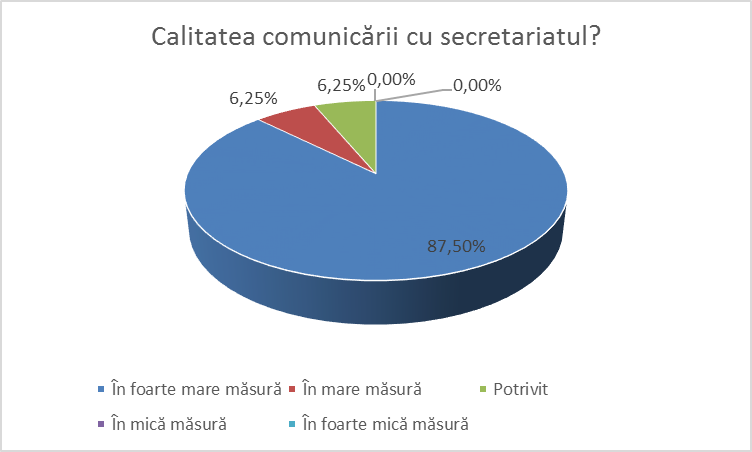 Calitatea comunicării cu secretariatul?
6,25% 6,25% 0,00% 0,00%
87,50%
În foarte mare măsură În mare măsură Potrivit
În mică măsură În foarte mică măsură